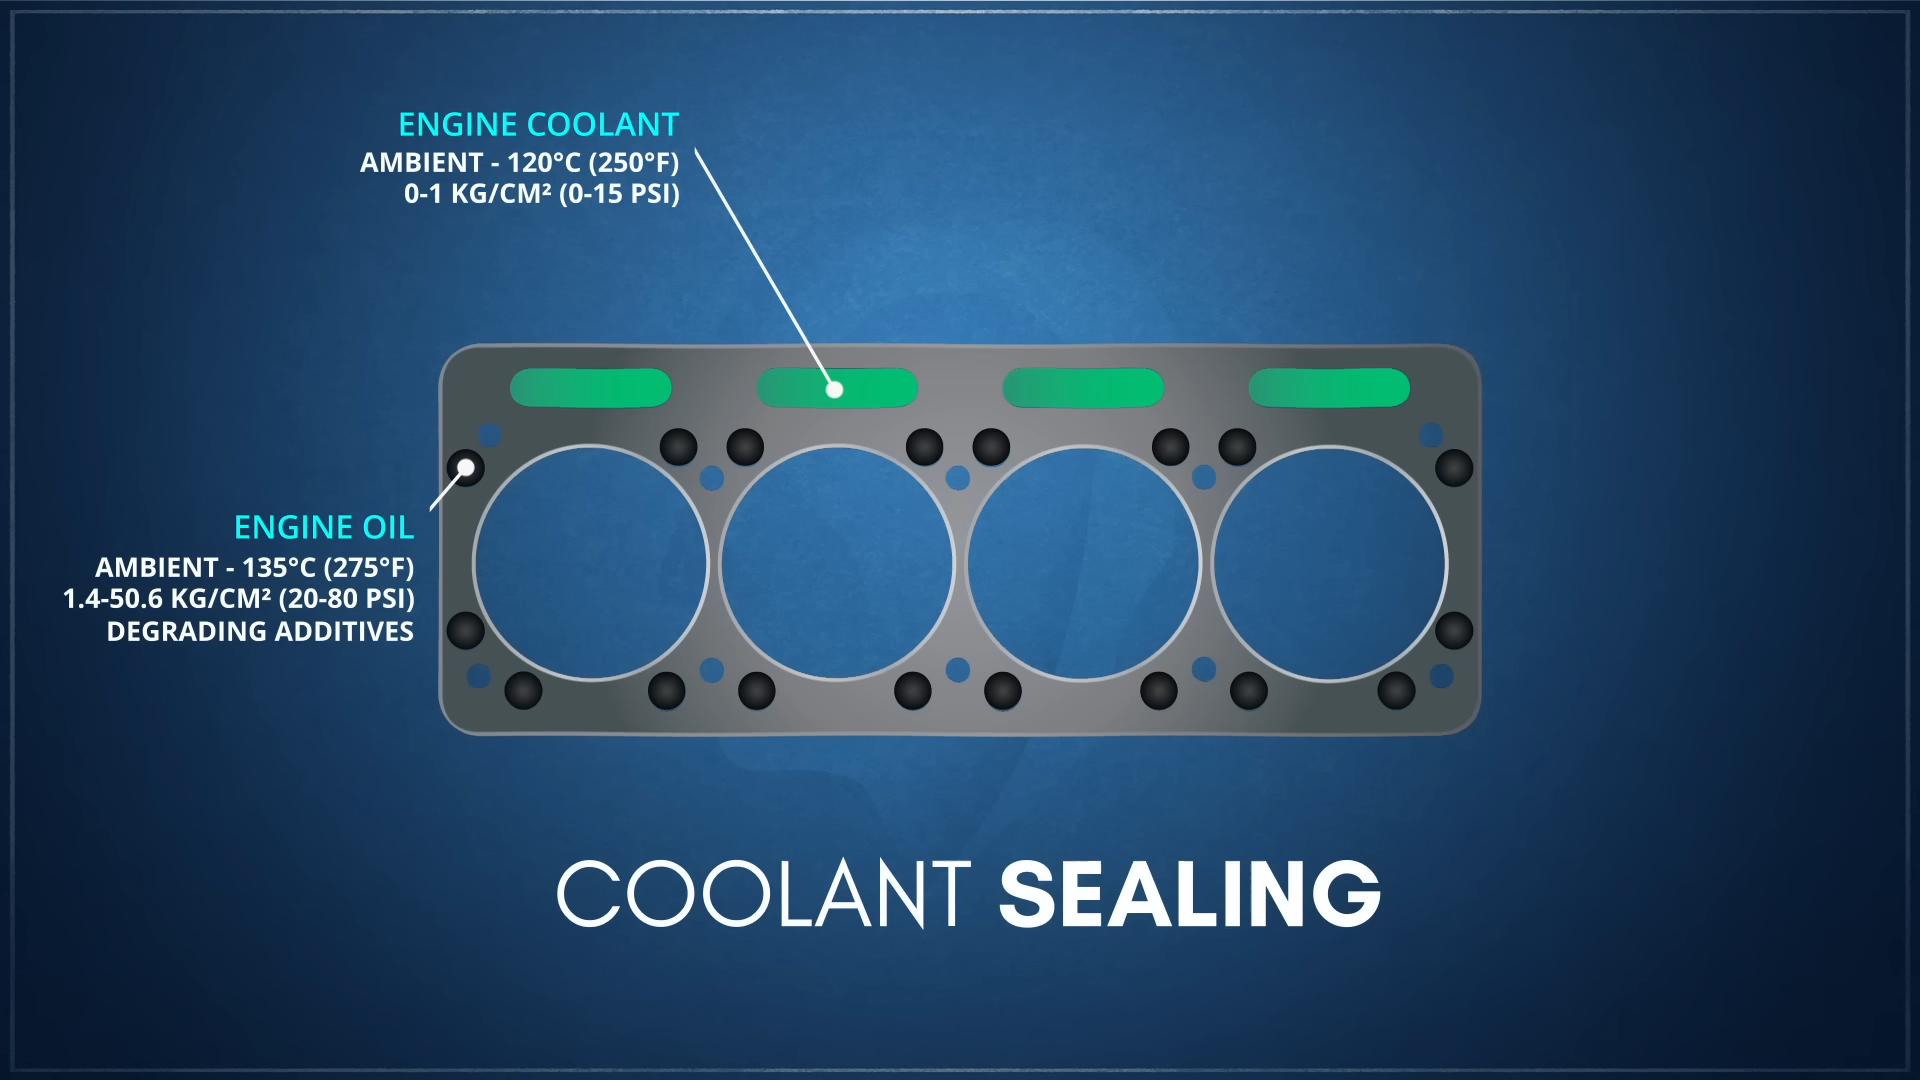 ENGINE COOLANT
AMBIENT - 120°C (250°F)
0-1 KG/CM² (0-15 PSI)
ENGINE OIL
AMBIENT - 135°C (275°F)
1.4-50.6 KG/CM² (20-80 PSI)
DEGRADING ADDITIVES
COOLANT SEALING